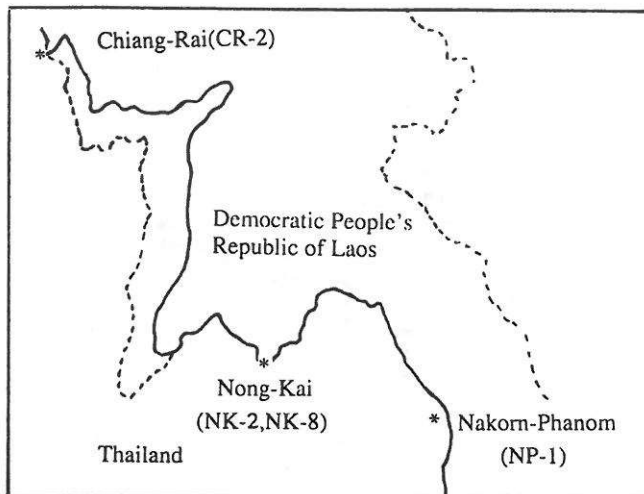 Chiang-Rai(CR-2)
Democratic People's
Republic of Laos
Nong-Kai
(NK-2,NK-8)
Nakorn-Phanom
(NP-1)
Thailand